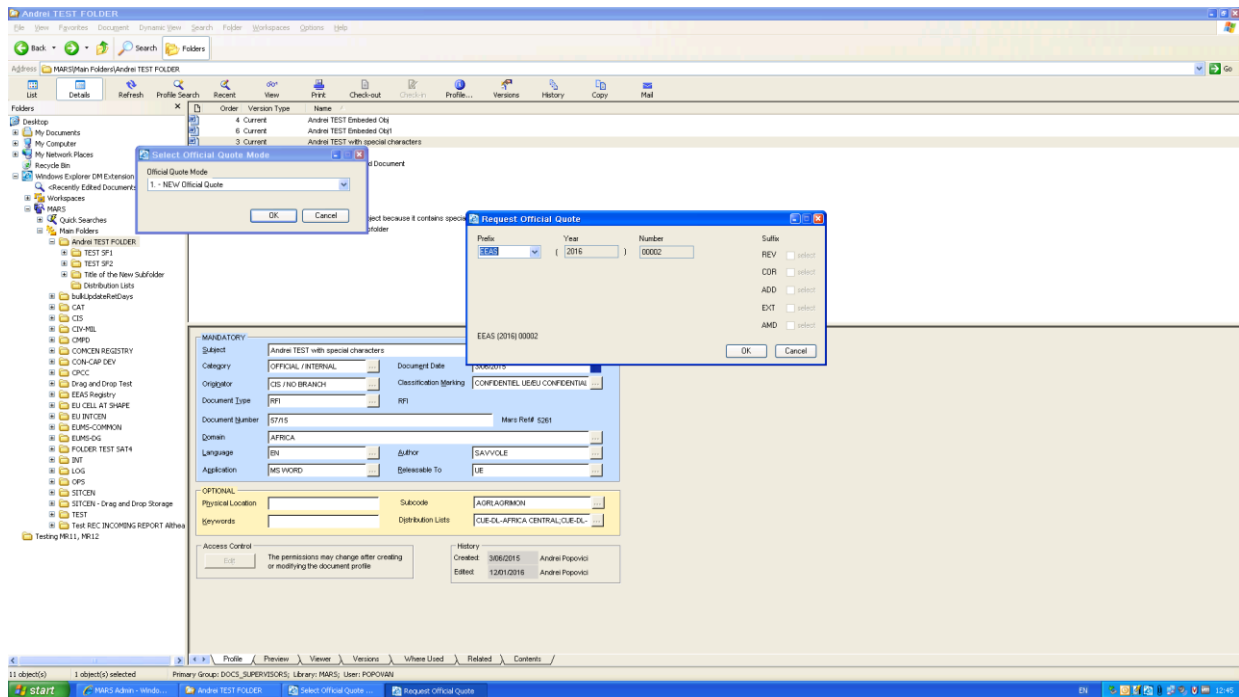 Andrei TEST FOLDER
File View Favorites Document Dynamic View Search Folder Workspaces Options Help
Back Search Folders
Address MARS\Main Folders\Andrei TEST FOLDER Go
List Details Refresh Profile Search Recent View Print Check-out Check-in Profile... Versions History Copy Mail
Folders
Desktop
My Documents
My Computer
My Network Places
Recycle Bin
Windows Explorer DM Extension
<Recently Edited Documents
Workspaces
MARS
Quick Searches
Main Folders
Andrei TEST FOLDER
TEST SF1
TEST SF2
Title of the New Subfolder
Distribution Lists
bulkUpdateRetDays
CAT
CIS
CIV-MIL
CMPD
COMCEN REGISTRY
CON-CAP DEV
CPCC
Drag and Drop Test
EEAS Registry
EU CELL AT SHAPE
EU INTCEN
EUMS-COMMON
EUMS-DG
FOLDER TEST SAT4
INT
LOG
OPS
SITCEN
SITCEN - Drag and Drop Storage
TEST
Test REC INCOMING REPORT Althea
Testing MR11, MR12
Order Version Type Name
4 Current Andrei TEST Embeded Obj
6 Current Andrei TEST Embeded Obj1
3 Current Andrei TEST with special characters
d Document
ject because it contains specia
ofolder
Select Official Quote Mode
Official Quote Mode
1. - NEW Official Quote
OK Cancel
Request Official Quote
Prefix Year Number Suffix
EEAS ( 2016 ) 00002
REV select
COR select
ADD select
EXT select
AMD select
EEAS (2016) 00002
OK Cancel
MANDATORY
Subject Andrei TEST with special characters
Category OFFICIAL / INTERNAL ... Document Date 3/06/2015
Originator CIS / NO BRANCH ... Classification Marking CONFIDENTIEL UE/EU CONFIDENTIAL ...
Document Type RFI ... RFI
Document Number 57/15 Mars Ref# 5261
Domain AFRICA ...
Language EN ... Author SAVVOLE ...
Application MS WORD ... Releasable To UE ...
OPTIONAL
Physical Location Subcode AGRI;AGRIMON ...
Keywords Distribution Lists CUE-DL-AFRICA CENTRAL;CUE-DL- ...
Access Control
Edit The permissions may change after creating
or modifying the document profile
History
Created: 3/06/2015 Andrei Popovici
Edited: 12/01/2016 Andrei Popovici
Profile Preview Viewer Versions Where Used Related Contents
11 object(s) 1 object(s) selected Primary Group: DOCS_SUPERVISORS; Library: MARS; User: POPOVAN
start MARS Admin - Windo... Andrei TEST FOLDER Select Official Quote ... Request Official Quote EN 12:45